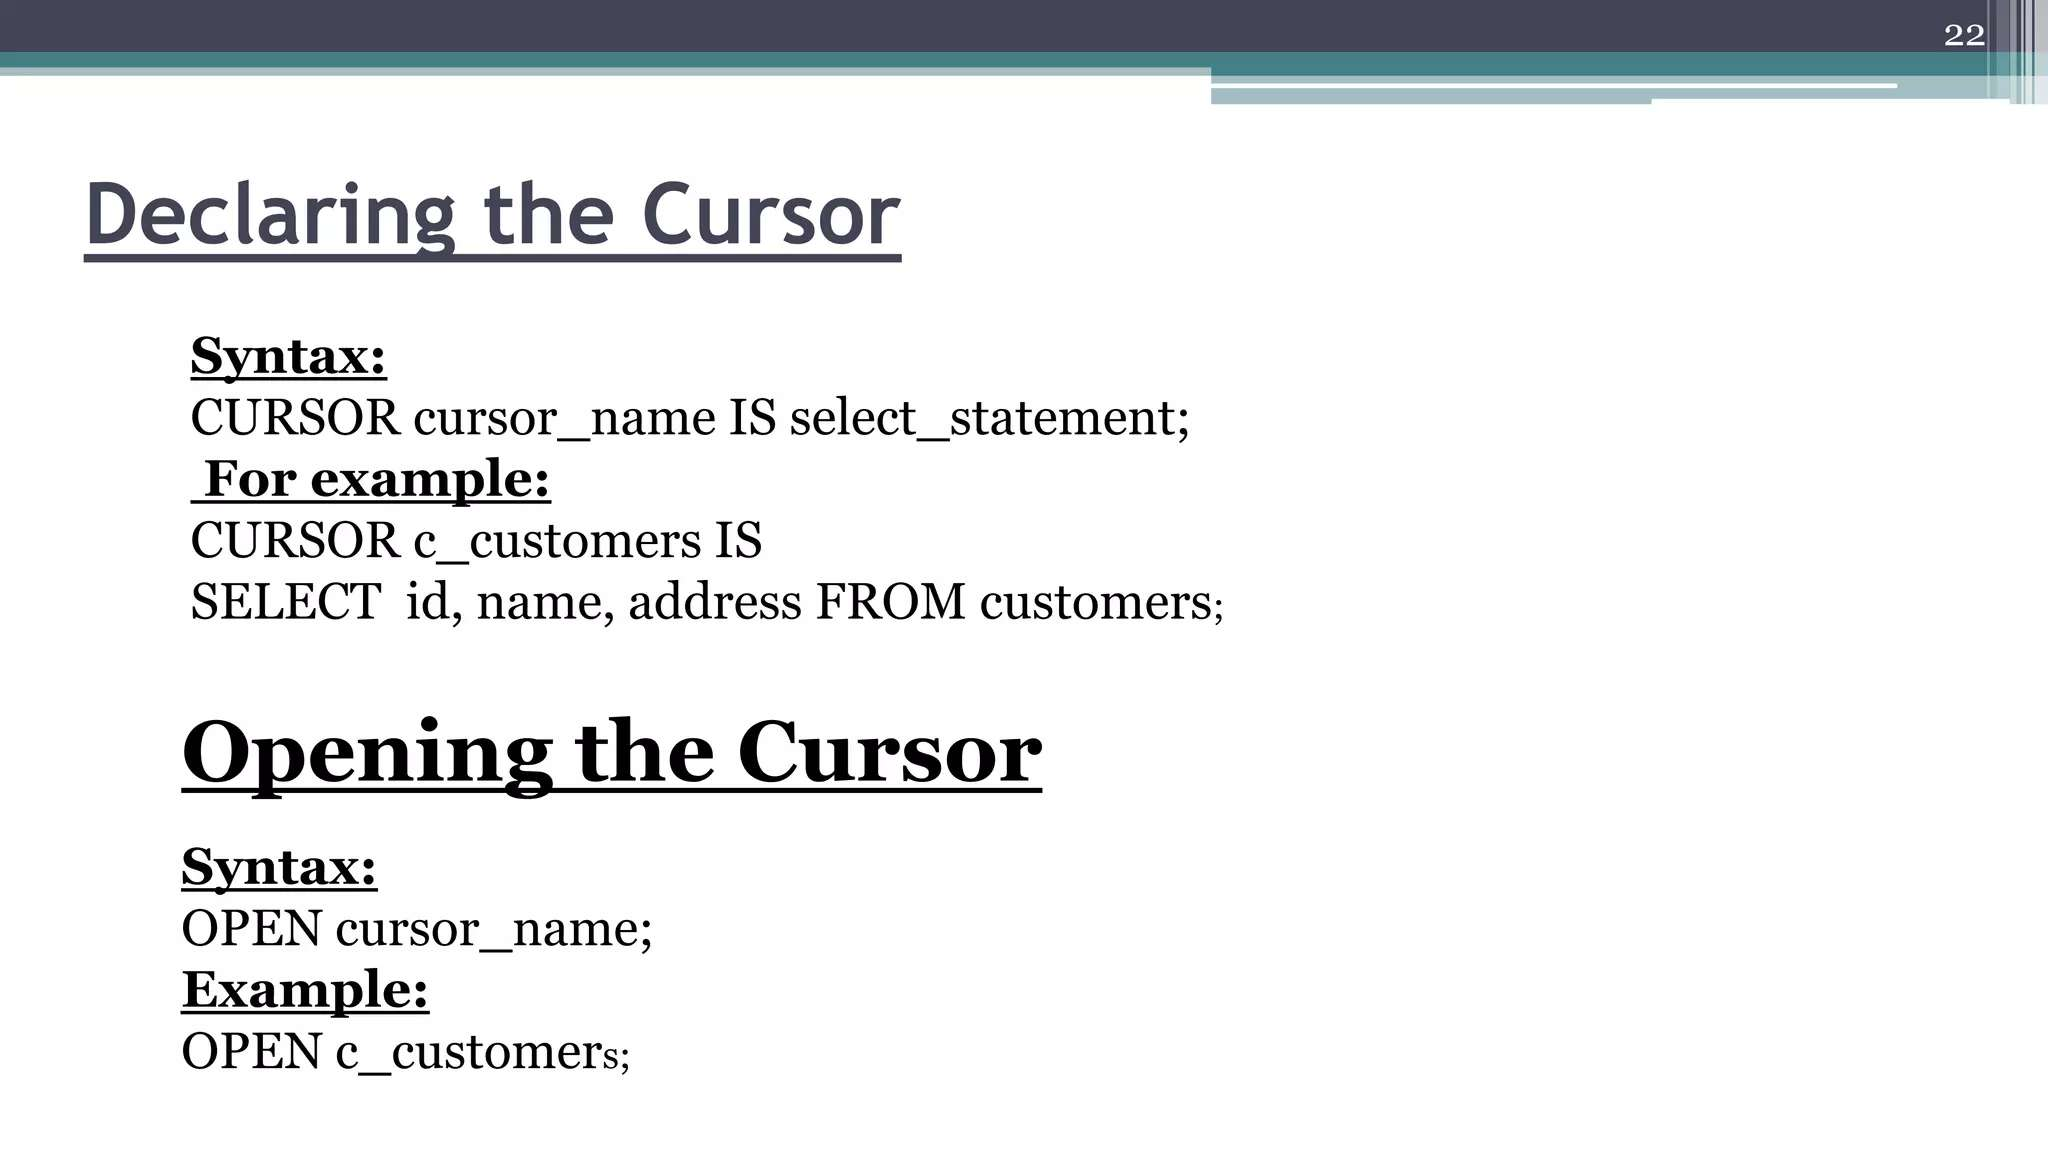 22
Declaring the Cursor
Syntax:
CURSOR cursor_name IS select_statement;
For example:
CURSOR c_customers IS
SELECT  id, name, address FROM customers;
Opening the Cursor
Syntax:
OPEN cursor_name;
Example:
OPEN c_customers;